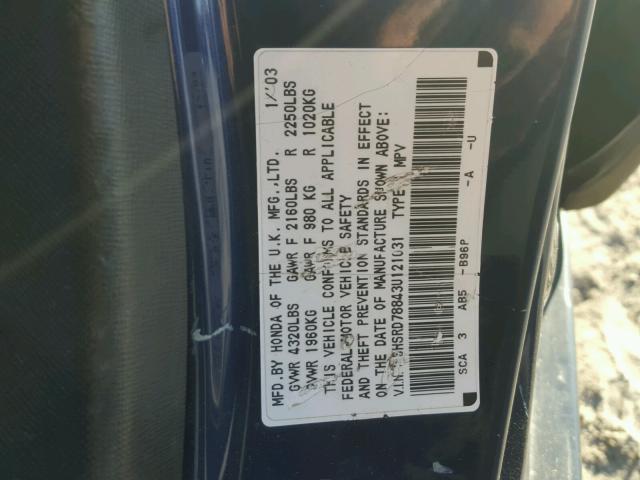 MFD.BY HONDA OF THE U.K. MFG.,LTD. 1/'03
GVWR 4320LBS GAWR F 2160LBS R 2250LBS
GVWR 1960KG GAWR F 980 KG R 1020KG
THIS VEHICLE CONFORMS TO ALL APPLICABLE
FEDERAL MOTOR VEHICLE SAFETY
AND THEFT PREVENTION STANDARDS IN EFFECT
ON THE DATE OF MANUFACTURE SHOWN ABOVE:
V.I.N. TYPE MPV
SCA 3 AB5 -B96P -A -U